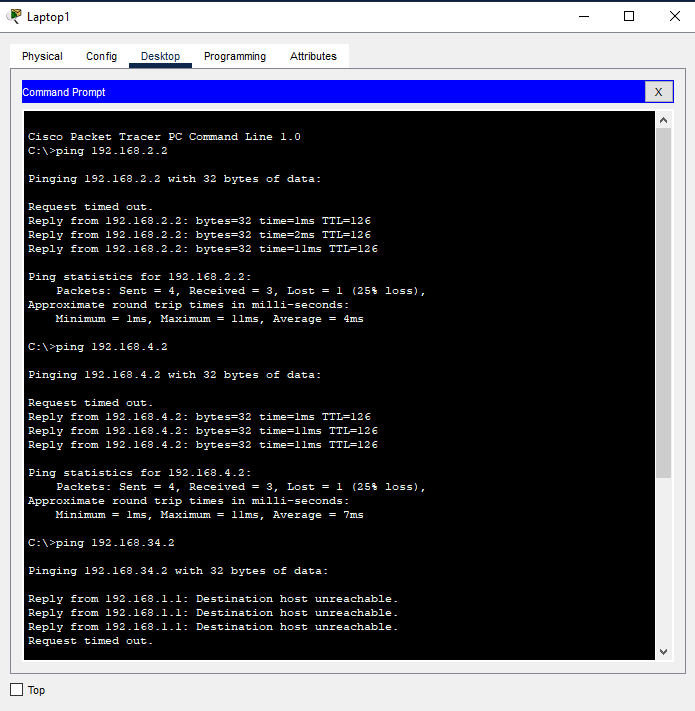 Laptop1
Physical Config Desktop Programming Attributes
Command Prompt
X
Cisco Packet Tracer PC Command Line 1.0
C:\>ping 192.168.2.2
Pinging 192.168.2.2 with 32 bytes of data:
Request timed out.
Reply from 192.168.2.2: bytes=32 time=1ms TTL=126
Reply from 192.168.2.2: bytes=32 time=2ms TTL=126
Reply from 192.168.2.2: bytes=32 time=11ms TTL=126
Ping statistics for 192.168.2.2:
    Packets: Sent = 4, Received = 3, Lost = 1 (25% loss),
Approximate round trip times in milli-seconds:
    Minimum = 1ms, Maximum = 11ms, Average = 4ms
C:\>ping 192.168.4.2
Pinging 192.168.4.2 with 32 bytes of data:
Request timed out.
Reply from 192.168.4.2: bytes=32 time=1ms TTL=126
Reply from 192.168.4.2: bytes=32 time=11ms TTL=126
Reply from 192.168.4.2: bytes=32 time=11ms TTL=126
Ping statistics for 192.168.4.2:
    Packets: Sent = 4, Received = 3, Lost = 1 (25% loss),
Approximate round trip times in milli-seconds:
    Minimum = 1ms, Maximum = 11ms, Average = 7ms
C:\>ping 192.168.34.2
Pinging 192.168.34.2 with 32 bytes of data:
Reply from 192.168.1.1: Destination host unreachable.
Reply from 192.168.1.1: Destination host unreachable.
Reply from 192.168.1.1: Destination host unreachable.
Request timed out.
Top